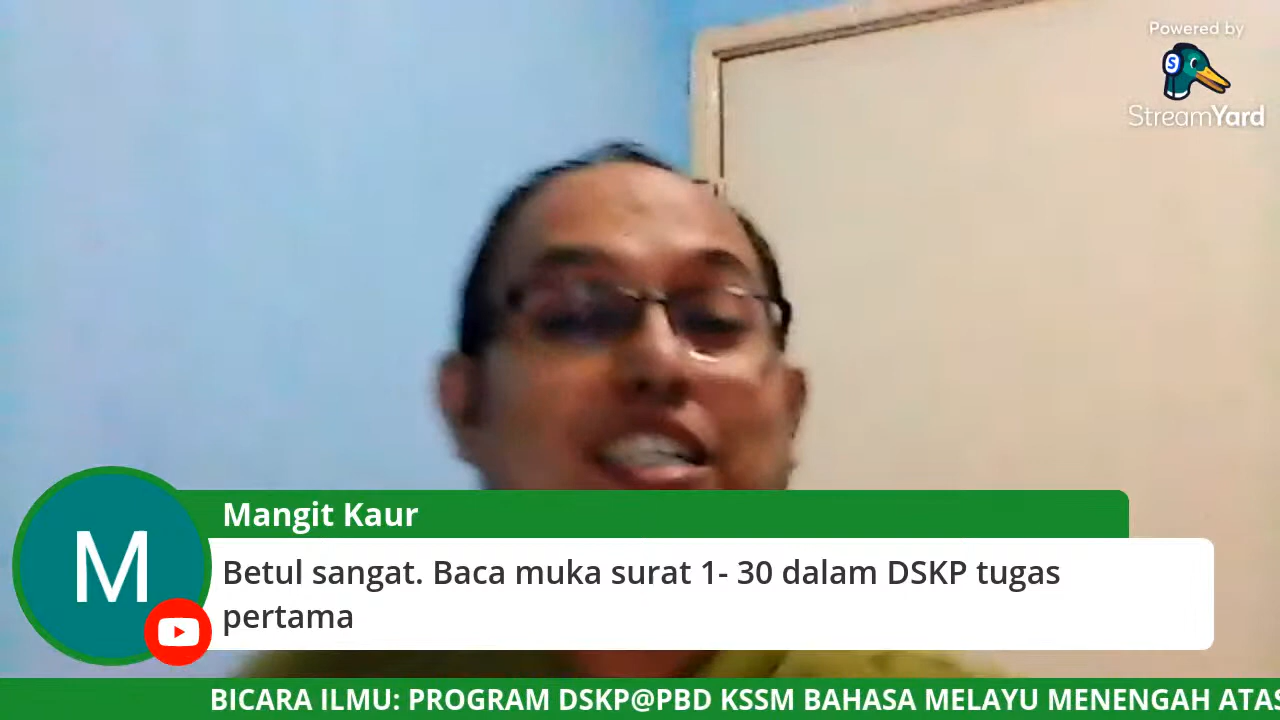 Powered by
StreamYard
Mangit Kaur
M
Betul sangat. Baca muka surat 1- 30 dalam DSKP tugas
pertama
BICARA ILMU: PROGRAM DSKP@PBD KSSM BAHASA MELAYU MENENGAH ATAS